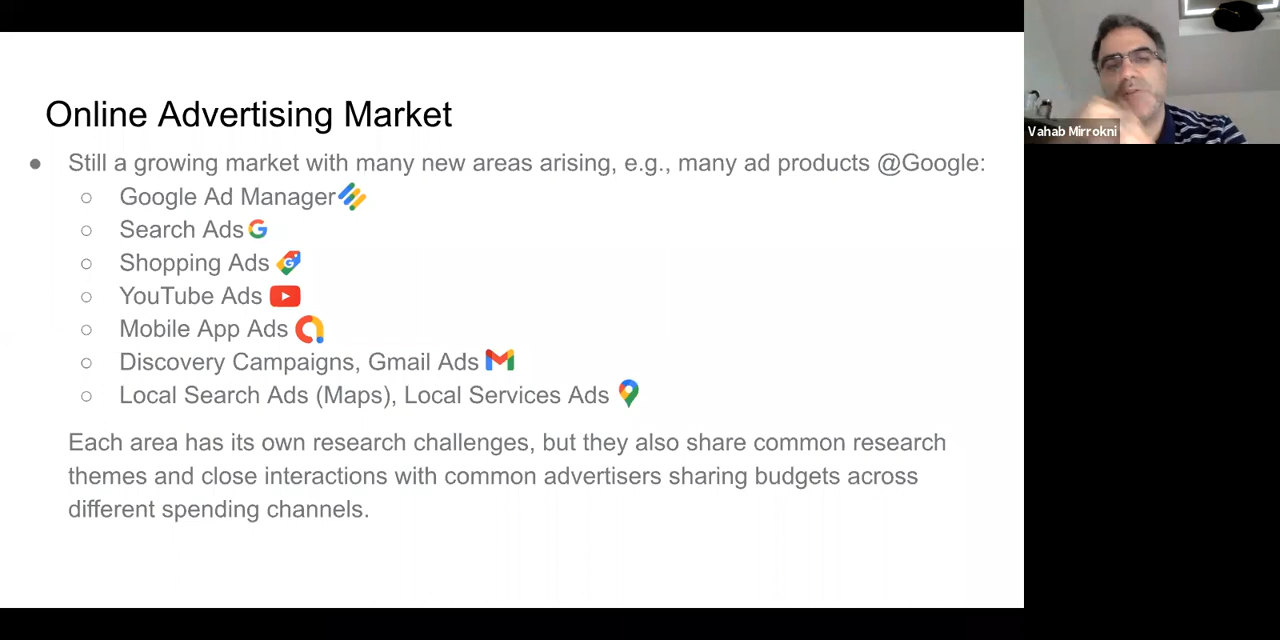 Online Advertising Market
● Still a growing market with many new areas arising, e.g., many ad products @Google:
○ Google Ad Manager
○ Search Ads
○ Shopping Ads
○ YouTube Ads
○ Mobile App Ads
○ Discovery Campaigns, Gmail Ads
○ Local Search Ads (Maps), Local Services Ads
Each area has its own research challenges, but they also share common research
themes and close interactions with common advertisers sharing budgets across
different spending channels.
Vahab Mirrokni